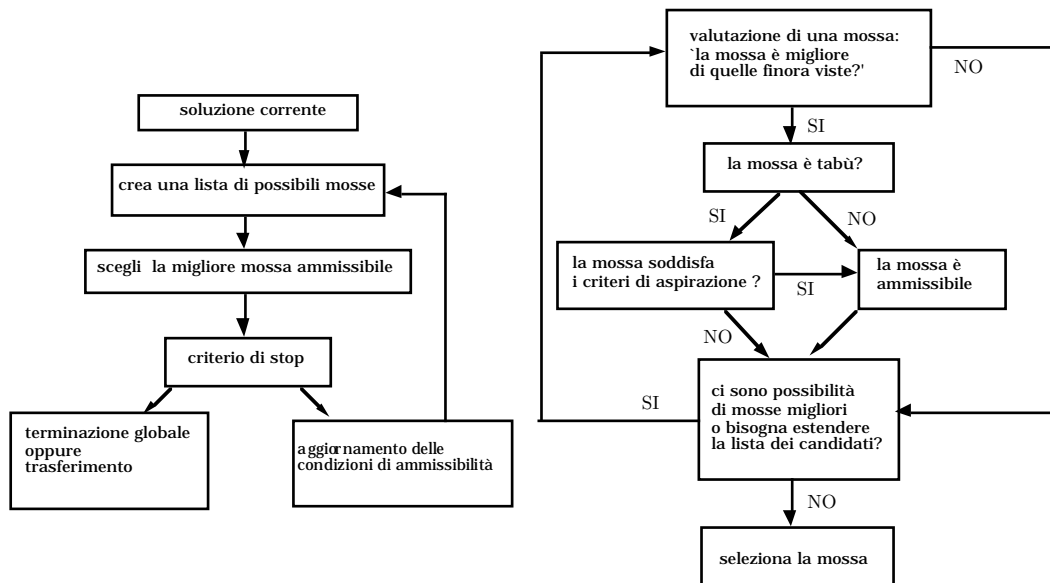 soluzione corrente
crea una lista di possibili mosse
scegli la migliore mossa ammissibile
criterio di stop
terminazione globale
oppure
trasferimento
aggiornamento delle
condizioni di ammissibilità
valutazione di una mossa:
`la mossa è migliore
di quelle finora viste?'
NO
SI
la mossa è tabù?
SI
NO
la mossa soddisfa
i criteri di aspirazione ?
SI
la mossa è
ammissibile
NO
SI
ci sono possibilità
di mosse migliori
o bisogna estendere
la lista dei candidati?
NO
seleziona la mossa